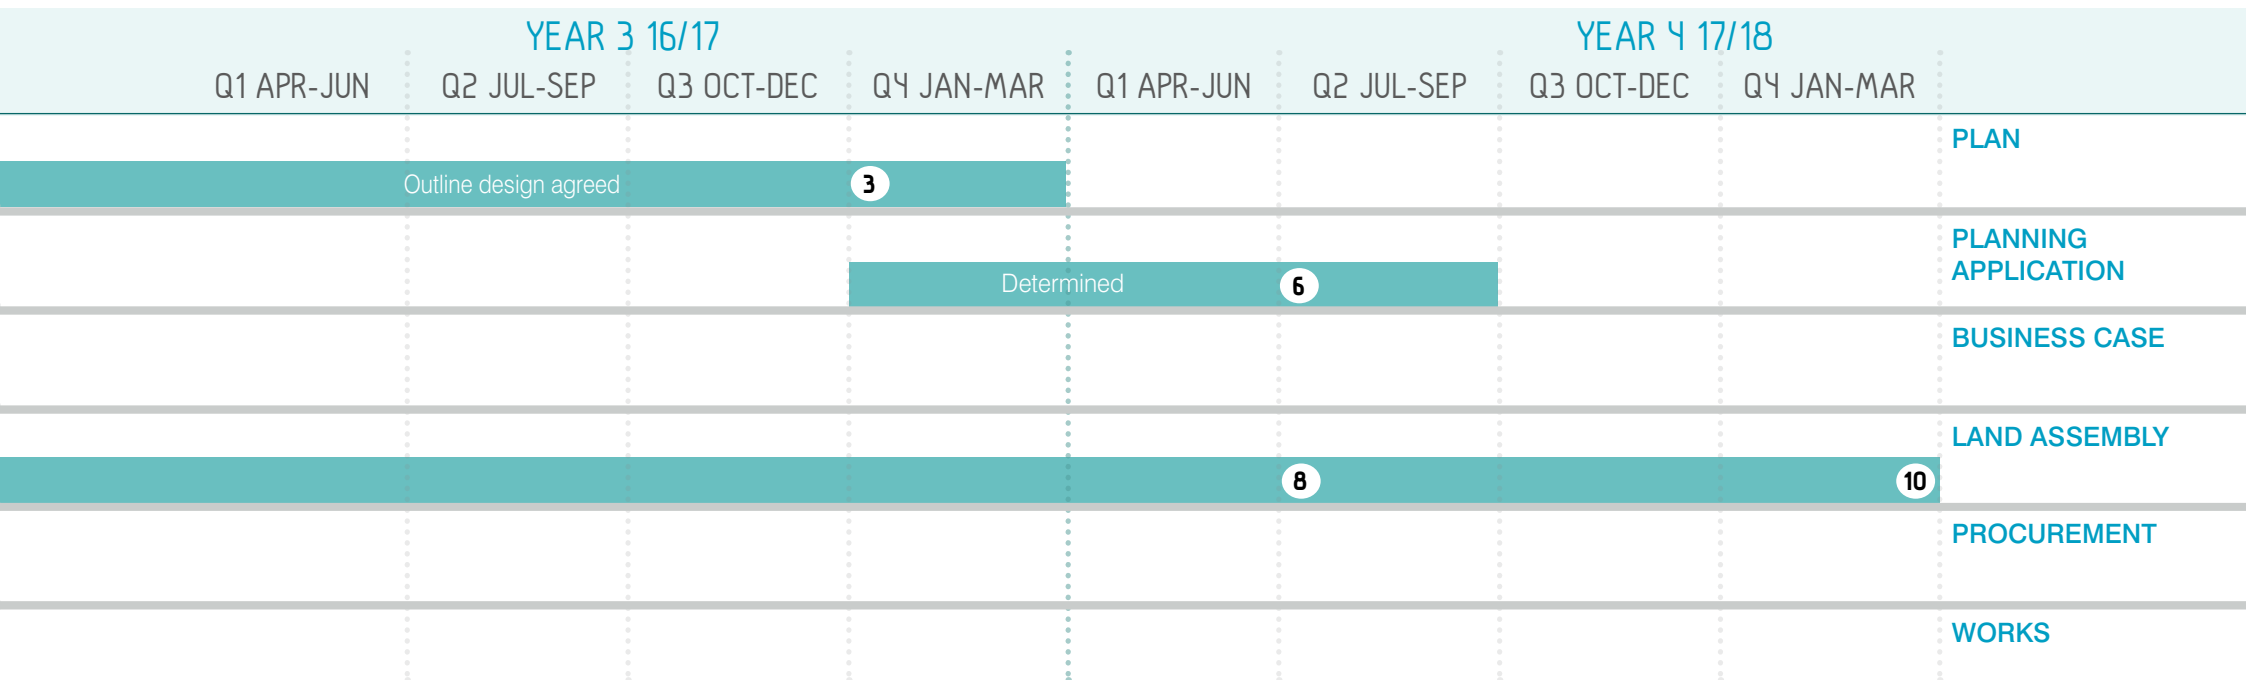 YEAR 3 16/17 YEAR 4 17/18
Q1 APR-JUN Q2 JUL-SEP Q3 OCT-DEC Q4 JAN-MAR Q1 APR-JUN Q2 JUL-SEP Q3 OCT-DEC Q4 JAN-MAR
PLAN
Outline design agreed 3
PLANNING
APPLICATION
Determined 6
BUSINESS CASE
LAND ASSEMBLY
8 10
PROCUREMENT
WORKS